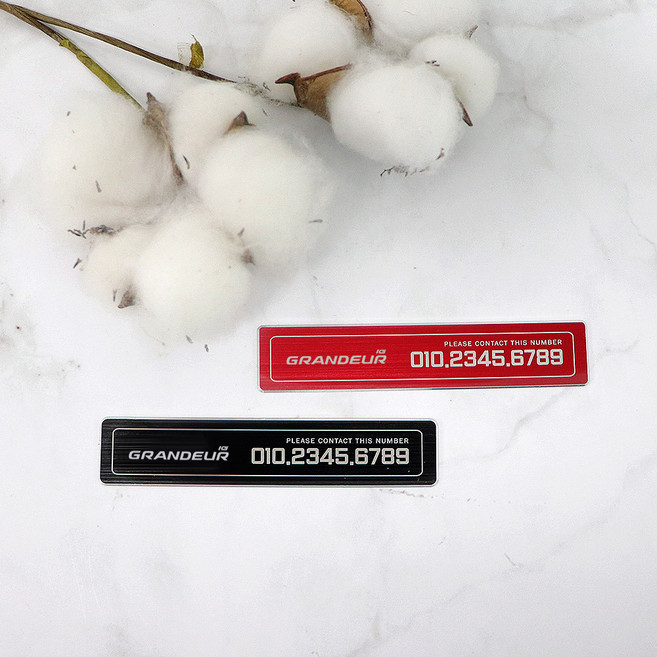 PLEASE CONTACT THIS NUMBER
GRANDEUR 010.2345.6789
PLEASE CONTACT THIS NUMBER
GRANDEUR 010.2345.6789